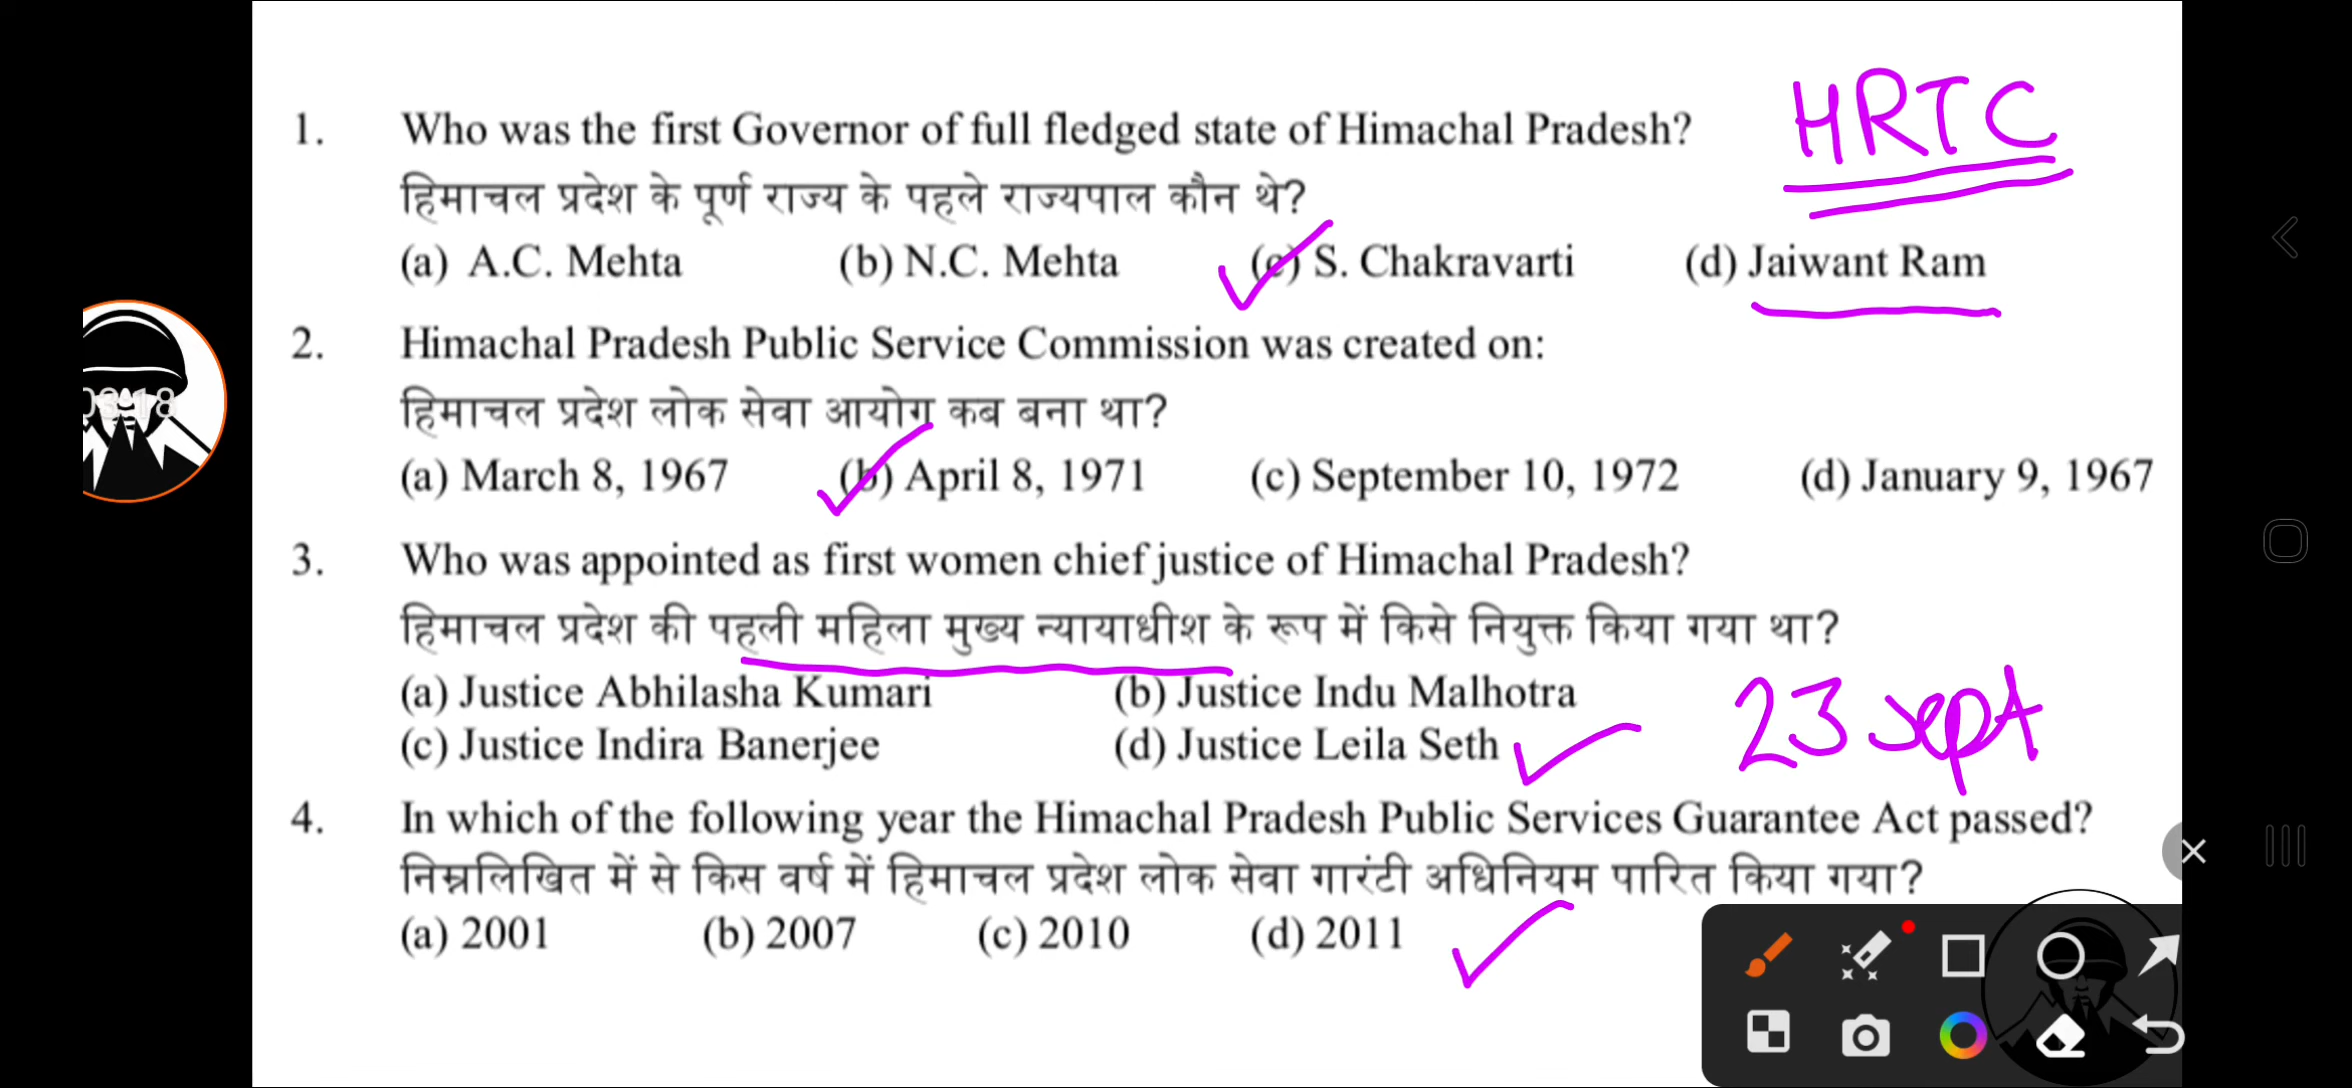 1. Who was the first Governor of full fledged state of Himachal Pradesh? HRTC
हिमाचल प्रदेश के पूर्ण राज्य के पहले राज्यपाल कौन थे?
(a) A.C. Mehta (b) N.C. Mehta (c) S. Chakravarti (d) Jaiwant Ram
2. Himachal Pradesh Public Service Commission was created on:
हिमाचल प्रदेश लोक सेवा आयोग कब बना था?
(a) March 8, 1967 (b) April 8, 1971 (c) September 10, 1972 (d) January 9, 1967
3. Who was appointed as first women chief justice of Himachal Pradesh?
हिमाचल प्रदेश की पहली महिला मुख्य न्यायाधीश के रूप में किसे नियुक्त किया गया था?
(a) Justice Abhilasha Kumari (b) Justice Indu Malhotra
(c) Justice Indira Banerjee (d) Justice Leila Seth 23 sept
4. In which of the following year the Himachal Pradesh Public Services Guarantee Act passed?
निम्नलिखित में से किस वर्ष में हिमाचल प्रदेश लोक सेवा गारंटी अधिनियम पारित किया गया?
(a) 2001 (b) 2007 (c) 2010 (d) 2011